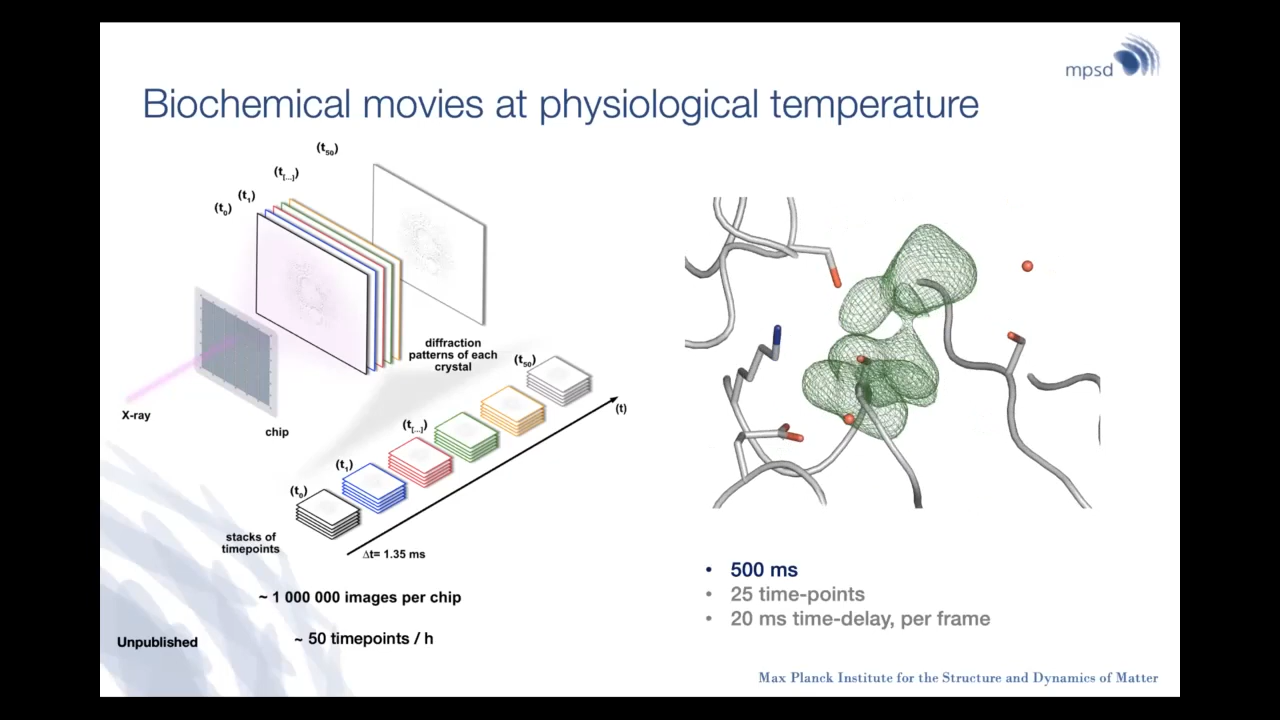 mpsd
Biochemical movies at physiological temperature
(t₅₀)
(t[...])
(t₁)
(t₀)
diffraction
patterns of each
crystal
X-ray
chip
(t₅₀)
(t)
(t[...])
(t₁)
(t₀)
stacks of
timepoints
Δt= 1.35 ms
~ 1 000 000 images per chip
~ 50 timepoints / h
Unpublished
• 500 ms
• 25 time-points
• 20 ms time-delay, per frame
Max Planck Institute for the Structure and Dynamics of Matter